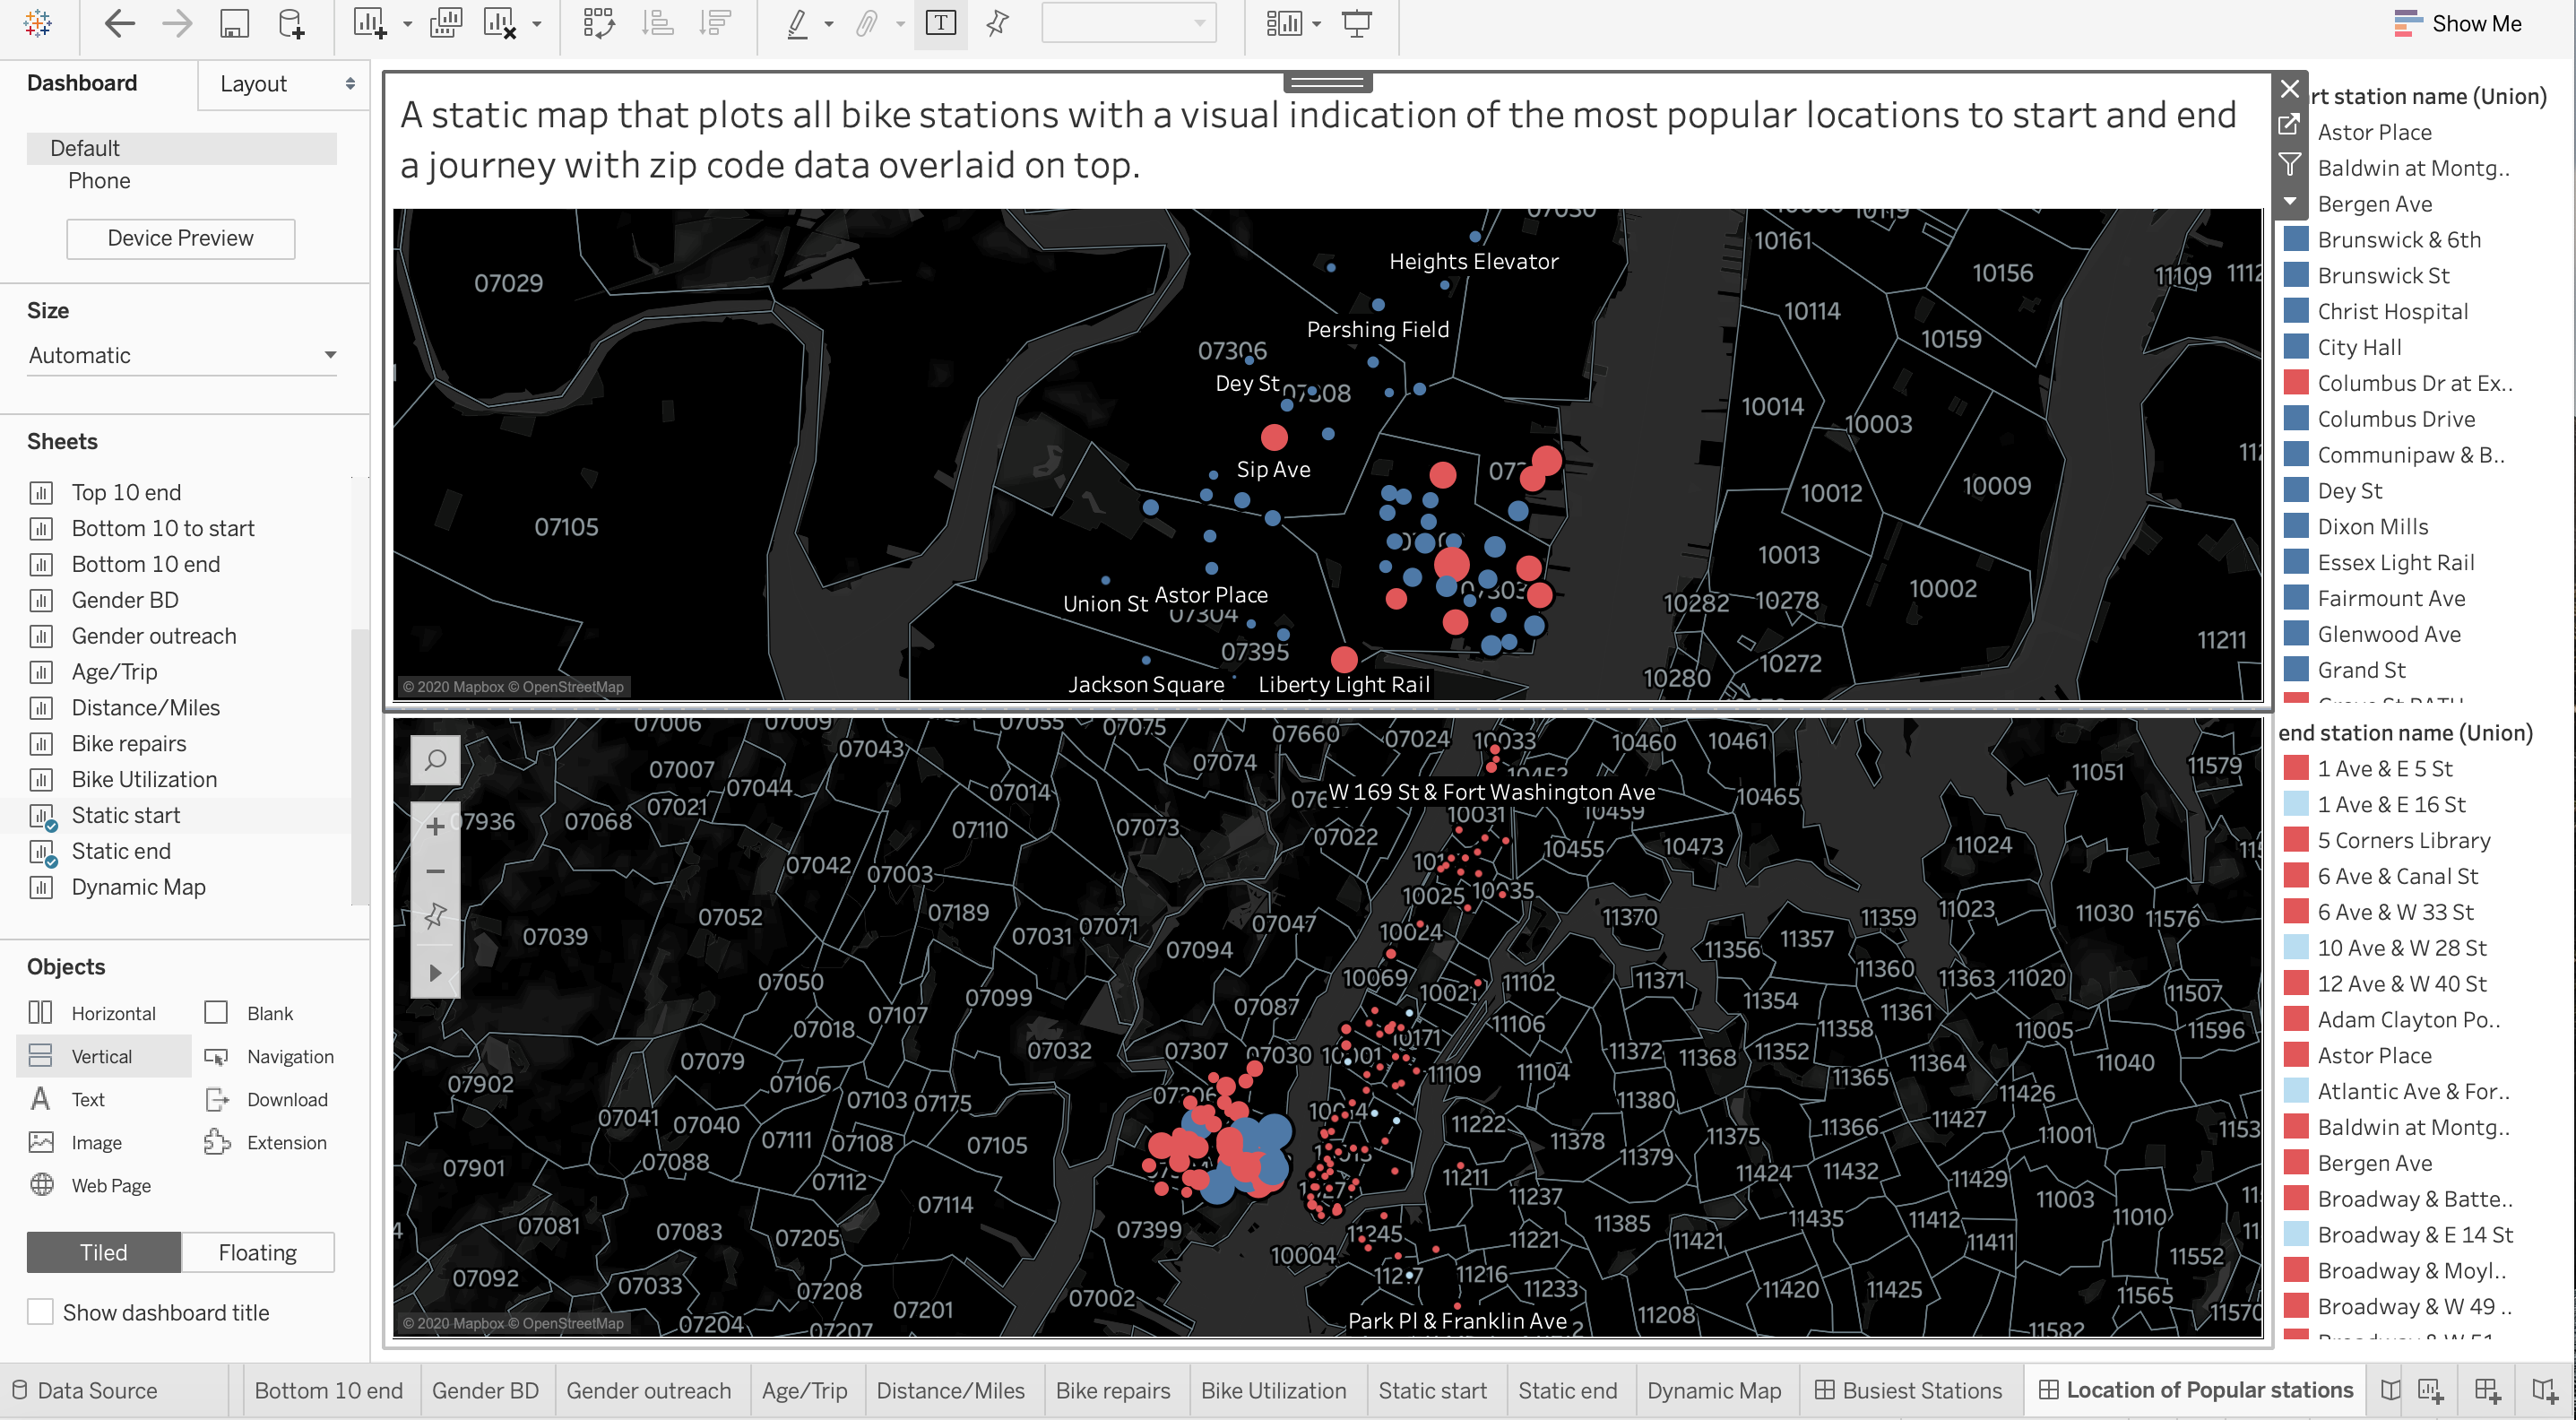 Show Me
Dashboard
Layout
Default
Phone
Device Preview
Size
Automatic
Sheets
Top 10 end
Bottom 10 to start
Bottom 10 end
Gender BD
Gender outreach
Age/Trip
Distance/Miles
Bike repairs
Bike Utilization
Static start
Static end
Dynamic Map
Objects
Horizontal
Blank
Vertical
Navigation
Text
Download
Image
Extension
Web Page
Tiled
Floating
Show dashboard title
A static map that plots all bike stations with a visual indication of the most popular locations to start and end
a journey with zip code data overlaid on top.
10161
Heights Elevator
07029
10156
11109
10114
Pershing Field
10159
07306
Dey St
07308
10014
10003
Sip Ave
10012
10009
07105
10013
10002
Union St
Astor Place
07304
10282
10278
07395
11211
10272
10280
Jackson Square
Liberty Light Rail
© 2020 Mapbox © OpenStreetMap
07006
07009
07055
07075
07660
07024
10033
10460
10461
07043
07074
07007
11051
11579
07044
07014
W 169 St & Fort Washington Ave
10465
07021
07936
07068
07110
07073
07022
10031
10459
10455
10473
11024
07042
07003
10025
10035
07052
07189
07071
07047
11370
11359
11023
11030
11576
07039
07031
07094
10024
11356
11357
07050
07099
10069
10021
11102
11371
11360
11363
11020
11507
07087
11354
07018
07107
11106
11358
11361
11005
11596
07079
07032
07307
07030
11372
11368
11352
11364
11040
07902
07106
11109
11104
11365
07041
07103
07175
11380
11426
07040
07111
07108
07105
11222
11378
11375
11366
11427
11001
07901
07088
11379
07112
11211
11424
11432
11429
07114
11237
11003
07081
07083
07205
07399
11245
11385
11435
11412
11010
10004
11221
11421
11411
11552
07092
07033
07208
11216
11233
11420
11425
11565
07201
07002
11208
11570
07204
07207
Park Pl & Franklin Ave
11582
© 2020 Mapbox © OpenStreetMap
rt station name (Union)
Astor Place
Baldwin at Montg..
Bergen Ave
Brunswick & 6th
Brunswick St
Christ Hospital
City Hall
Columbus Dr at Ex..
Columbus Drive
Communipaw & B..
Dey St
Dixon Mills
Essex Light Rail
Fairmount Ave
Glenwood Ave
Grand St
end station name (Union)
1 Ave & E 5 St
1 Ave & E 16 St
5 Corners Library
6 Ave & Canal St
6 Ave & W 33 St
10 Ave & W 28 St
12 Ave & W 40 St
Adam Clayton Po..
Astor Place
Atlantic Ave & For..
Baldwin at Montg..
Bergen Ave
Broadway & Batte..
Broadway & E 14 St
Broadway & Moyl..
Broadway & W 49 ..
Data Source
Bottom 10 end
Gender BD
Gender outreach
Age/Trip
Distance/Miles
Bike repairs
Bike Utilization
Static start
Static end
Dynamic Map
Busiest Stations
Location of Popular stations